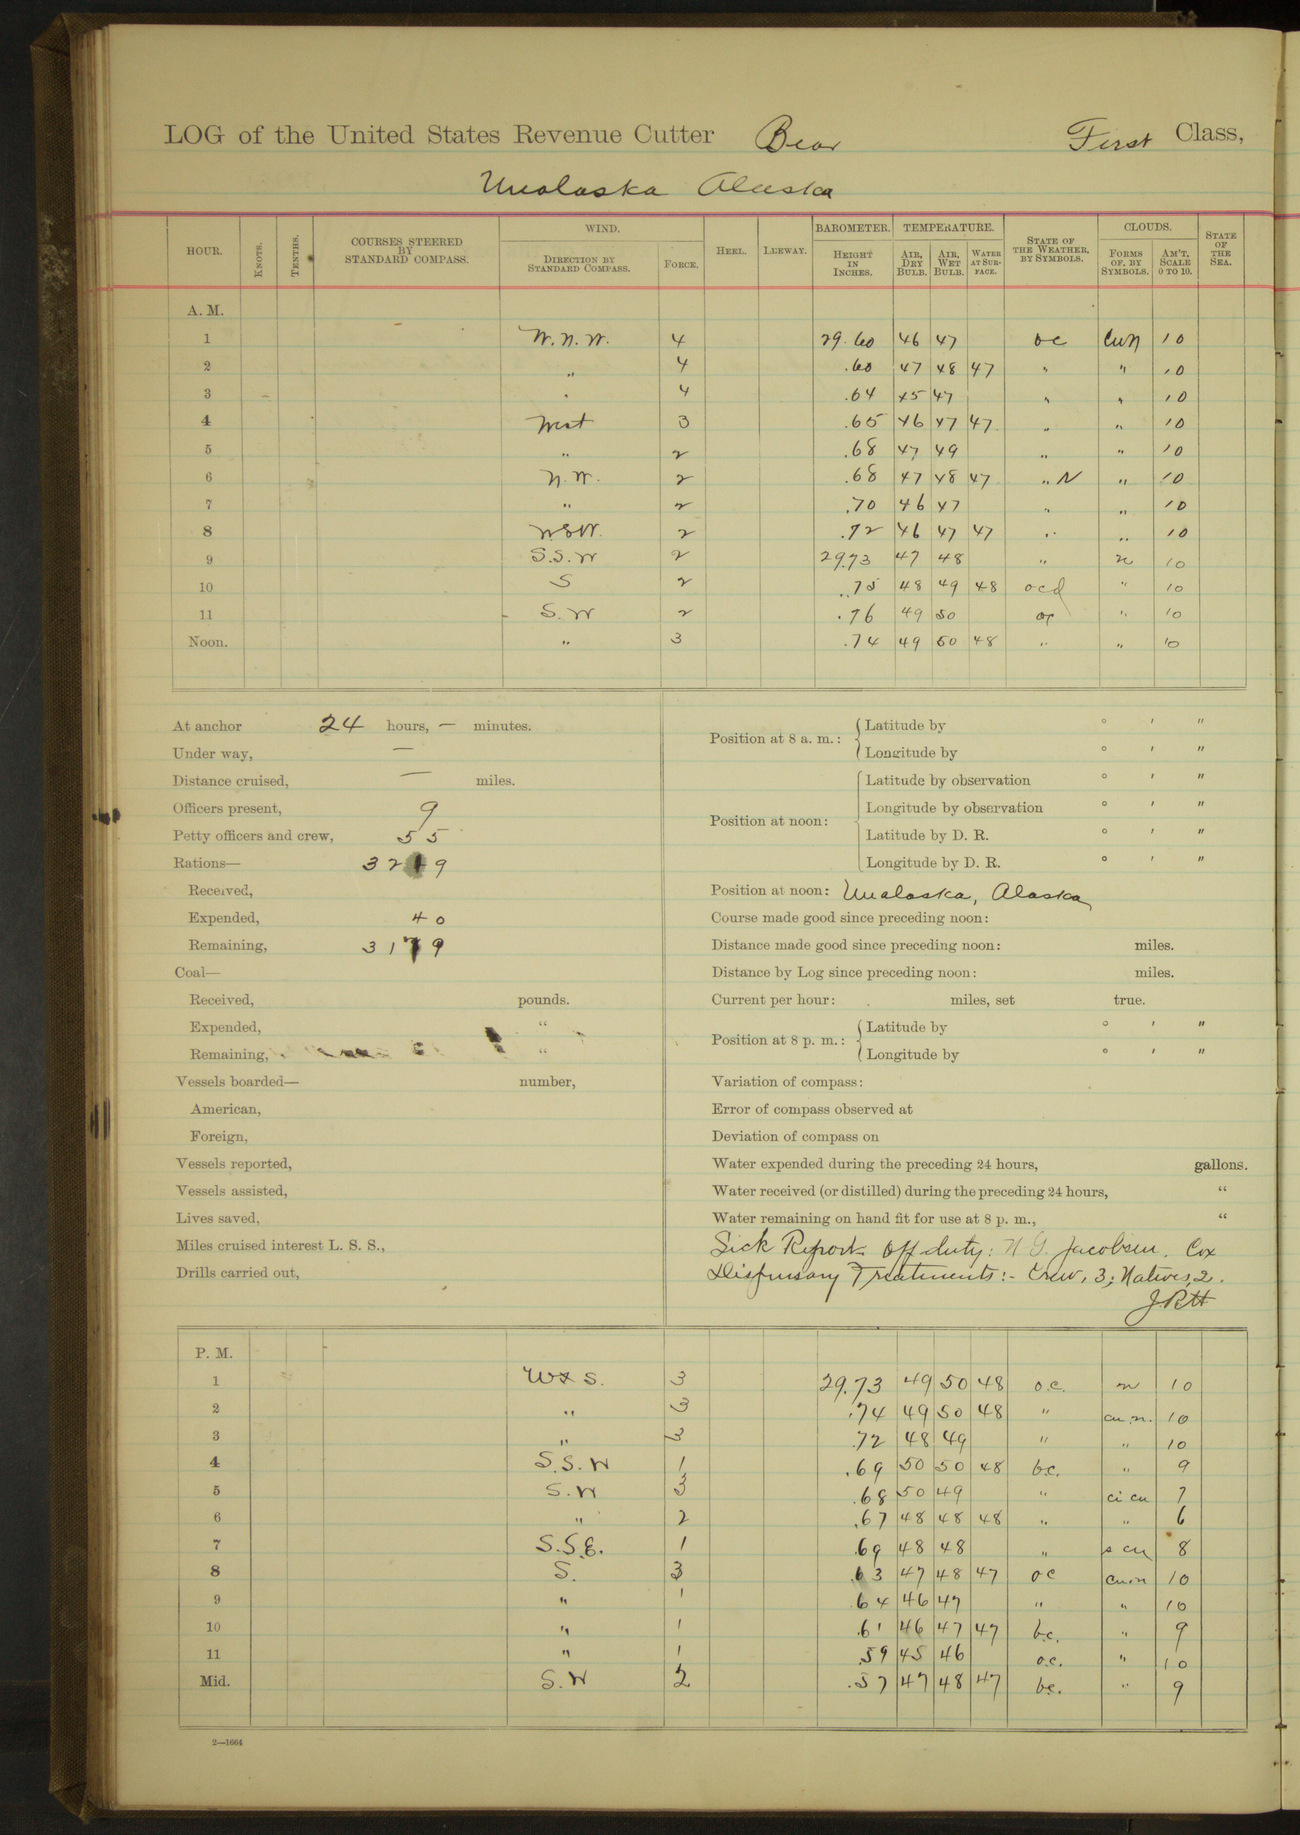 LOG of the United States Revenue Cutter Bear First Class,
Unalaska Alaska
HOUR. KNOTS. TENTHS. COURSES STEERED BY STANDARD COMPASS. WIND. DIRECTION BY STANDARD COMPASS. FORCE. HEEL. LEEWAY. BAROMETER. HEIGHT IN INCHES. TEMPERATURE. AIR, DRY BULB. AIR, WET BULB. WATER AT SURFACE. STATE OF THE WEATHER, BY SYMBOLS. CLOUDS. FORMS OF, BY SYMBOLS. AM'T, SCALE 0 TO 10. STATE OF THE SEA.
A. M.
1 W.N.W. 4 29.60 46 47 oc cun 10
2 " 4 .60 47 48 47 " " 10
3 " 4 .64 45 47 " " 10
4 West 3 .65 46 47 47 " " 10
5 " 2 .68 47 49 " " 10
6 N.W. 2 .68 47 48 47 " N " 10
7 " 2 .70 46 47 " " 10
8 WSW. 2 .72 46 47 47 " " 10
9 S.S.W 2 29.73 47 48 " n 10
10 S 2 .75 48 49 48 ocd " 10
11 S.W 2 .76 49 50 oc " 10
Noon. " 3 .74 49 50 48 " " 10
At anchor 24 hours, — minutes.
Under way, —
Distance cruised, — miles.
Officers present, 9
Petty officers and crew, 55
Rations— 3219
Received,
Expended, 40
Remaining, 3179
Coal—
Received, pounds.
Expended, "
Remaining, "
Vessels boarded— number,
American,
Foreign,
Vessels reported,
Vessels assisted,
Lives saved,
Miles cruised interest L. S. S.,
Drills carried out,
Position at 8 a. m.: Latitude by ° ' "
Longitude by ° ' "
Position at noon: Latitude by observation ° ' "
Longitude by observation ° ' "
Latitude by D. R. ° ' "
Longitude by D. R. ° ' "
Position at noon: Unalaska, Alaska
Course made good since preceding noon:
Distance made good since preceding noon: miles.
Distance by Log since preceding noon: miles.
Current per hour: miles, set true.
Position at 8 p. m.: Latitude by ° ' "
Longitude by ° ' "
Variation of compass:
Error of compass observed at
Deviation of compass on
Water expended during the preceding 24 hours, gallons.
Water received (or distilled) during the preceding 24 hours, "
Water remaining on hand fit for use at 8 p. m., "
Sick Report. Off duty: N G. Jacobsen. Cox
Dispensary Treatments:- Crew, 3; Natives, 2.
P. M.
1 W x S. 3 29.73 49 50 48 o.c. n 10
2 " 3 .74 49 50 48 " cu.n. 10
3 " 3 .72 48 49 " " 10
4 S.S.W 1 .69 50 50 48 bc. " 9
5 S.W 3 .68 50 49 " ci cu 7
6 " 2 .67 48 48 48 " " 6
7 S.S.E. 1 .69 48 48 " s cu 8
8 S. 3 .63 47 48 47 oc cu-n 10
9 " 1 .64 46 47 " " 10
10 " 1 .61 46 47 47 b.c. " 9
11 " 1 .59 45 46 o.c. " 10
Mid. S.W 2 .57 47 48 47 bc. " 9
2—1664